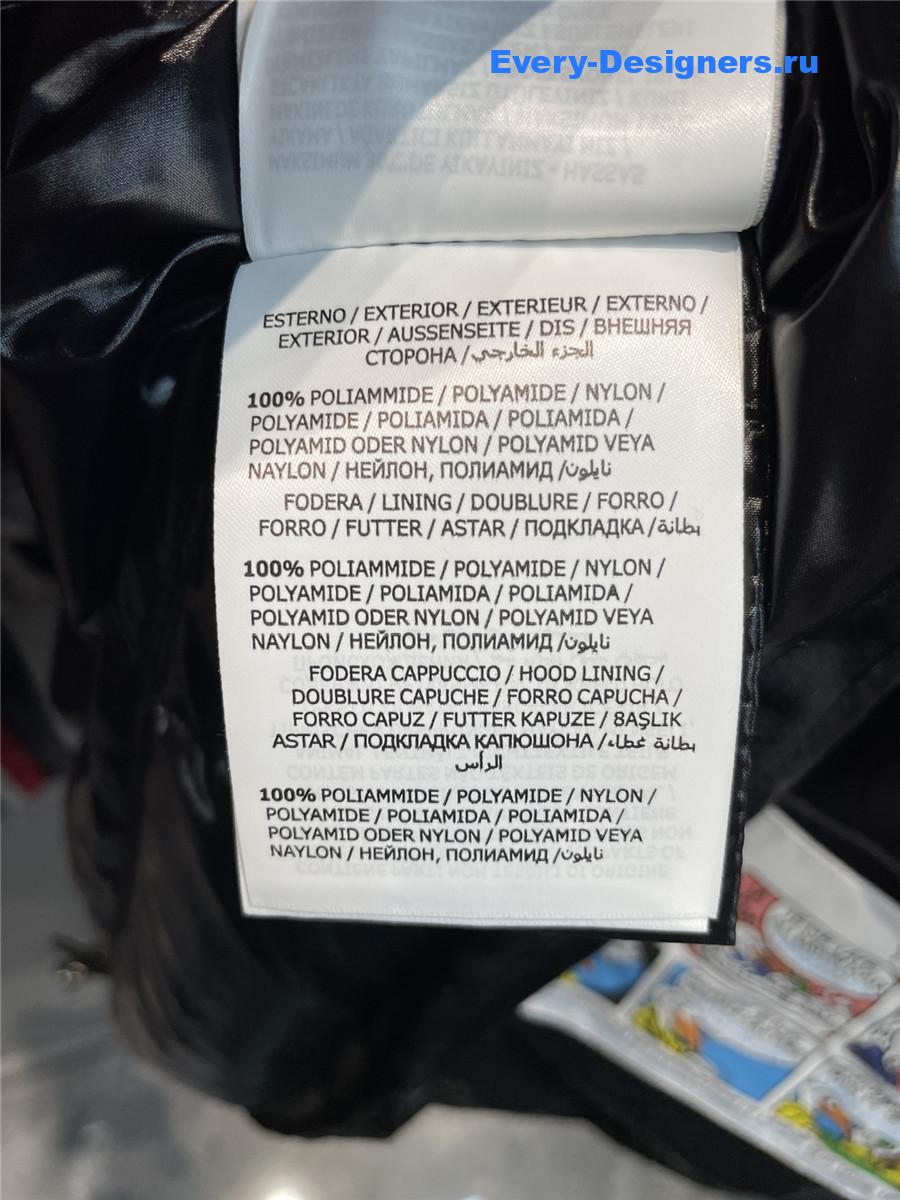 Every-Designers.ru
ESTERNO / EXTERIOR / EXTERIEUR / EXTERNO /
EXTERIOR / AUSSENSEITE / DIS / ВНЕШНЯЯ
СТОРОНА / الجزء الخارجي
100% POLIAMMIDE / POLYAMIDE / NYLON /
POLYAMIDE / POLIAMIDA / POLIAMIDA /
POLYAMID ODER NYLON / POLYAMID VEYA
NAYLON / НЕЙЛОН, ПОЛИАМИД / نايلون
FODERA / LINING / DOUBLURE / FORRO /
FORRO / FUTTER / ASTAR / ПОДКЛАДКА / بطانة
100% POLIAMMIDE / POLYAMIDE / NYLON /
POLYAMIDE / POLIAMIDA / POLIAMIDA /
POLYAMID ODER NYLON / POLYAMID VEYA
NAYLON / НЕЙЛОН, ПОЛИАМИД / نايلون
FODERA CAPPUCCIO / HOOD LINING /
DOUBLURE CAPUCHE / FORRO CAPUCHA /
FORRO CAPUZ / FUTTER KAPUZE / 8AŞLIK
ASTAR / ПОДКЛАДКА КАПЮШОНА / بطانة غطاء
الرأس
100% POLIAMMIDE / POLYAMIDE / NYLON /
POLYAMIDE / POLIAMIDA / POLIAMIDA /
POLYAMID ODER NYLON / POLYAMID VEYA
NAYLON / НЕЙЛОН, ПОЛИАМИД / نايلون